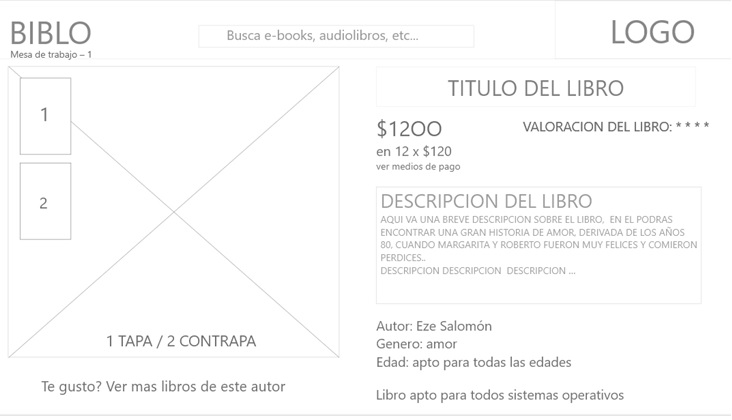 BIBLO
Mesa de trabajo – 1
Busca e-books, audiolibros, etc...
LOGO
1
2
1 TAPA / 2 CONTRAPA
Te gusto? Ver mas libros de este autor
TITULO DEL LIBRO
$12OO
VALORACION DEL LIBRO: * * * *
en 12 x $120
ver medios de pago
DESCRIPCION DEL LIBRO
AQUI VA UNA BREVE DESCRIPCION SOBRE EL LIBRO, EN EL PODRAS
ENCONTRAR UNA GRAN HISTORIA DE AMOR, DERIVADA DE LOS AÑOS
80, CUANDO MARGARITA Y ROBERTO FUERON MUY FELICES Y COMIERON
PERDICES..
DESCRIPCION DESCRIPCION DESCRIPCION ...
Autor: Eze Salomón
Genero: amor
Edad: apto para todas las edades
Libro apto para todos sistemas operativos